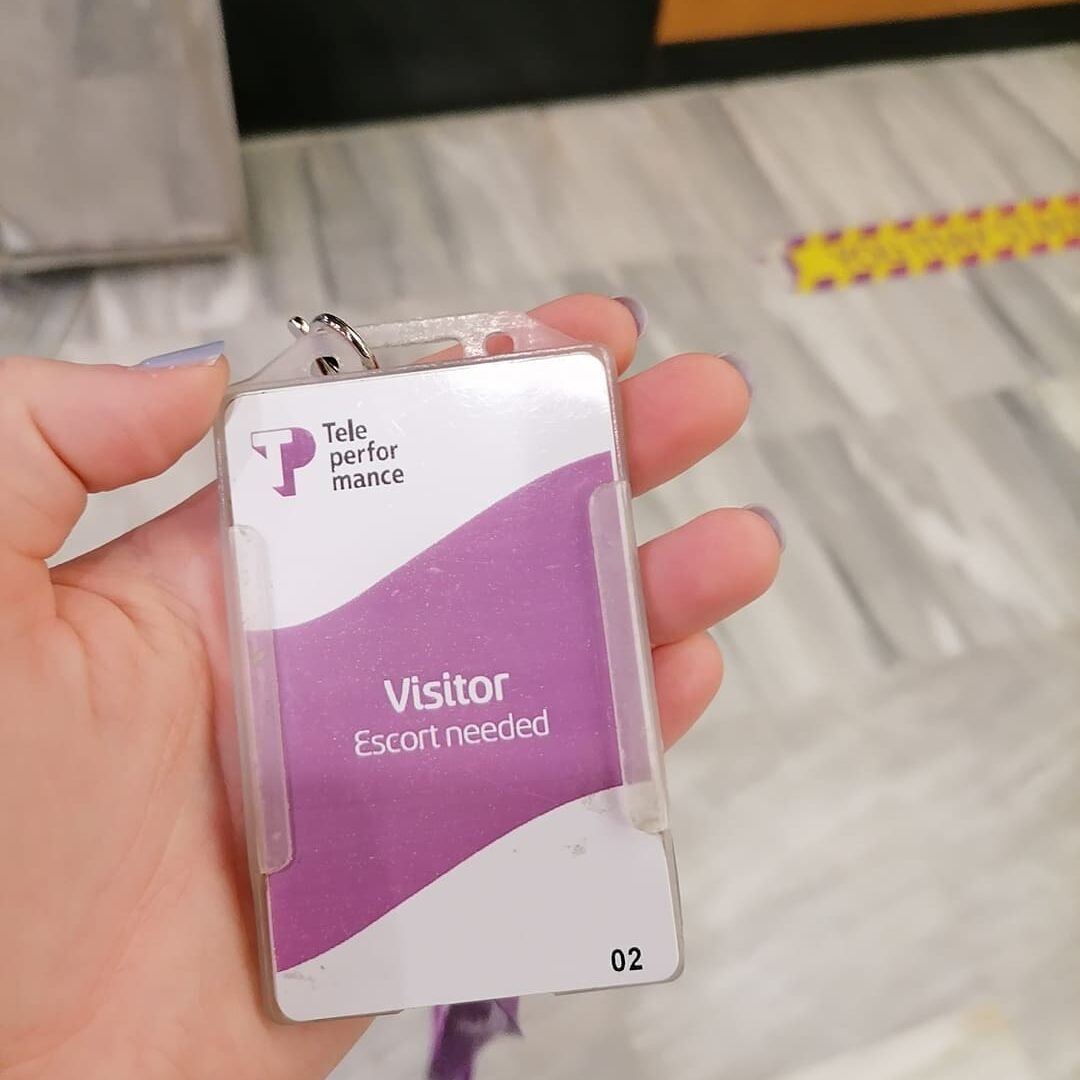 Tele
perfor
mance
Visitor
Escort needed
02